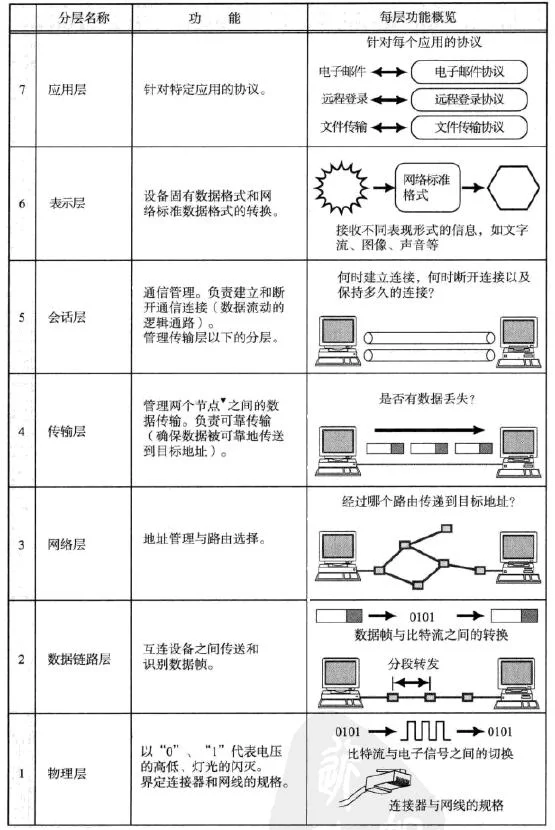 分层名称
功 能
每层功能概览
7
应用层
针对特定应用的协议。
针对每个应用的协议
电子邮件
电子邮件协议
远程登录
远程登录协议
文件传输
文件传输协议
6
表示层
设备固有数据格式和网
络标准数据格式的转换。
网络标准
格式
接收不同表现形式的信息，如文字
流、图像、声音等
5
会话层
通信管理。负责建立和断
开通信连接（数据流动的
逻辑通路）。
管理传输层以下的分层。
何时建立连接，何时断开连接以及
保持多久的连接？
4
传输层
管理两个节点▼之间的数
据传输。负责可靠传输
（确保数据被可靠地传送
到目标地址）。
是否有数据丢失？
3
网络层
地址管理与路由选择。
经过哪个路由传递到目标地址？
2
数据链路层
互连设备之间传送和
识别数据帧。
0101
数据帧与比特流之间的转换
分段转发
1
物理层
以“0”、“1”代表电压
的高低、灯光的闪灭。
界定连接器和网线的规格。
0101
0101
比特流与电子信号之间的切换
连接器与网线的规格